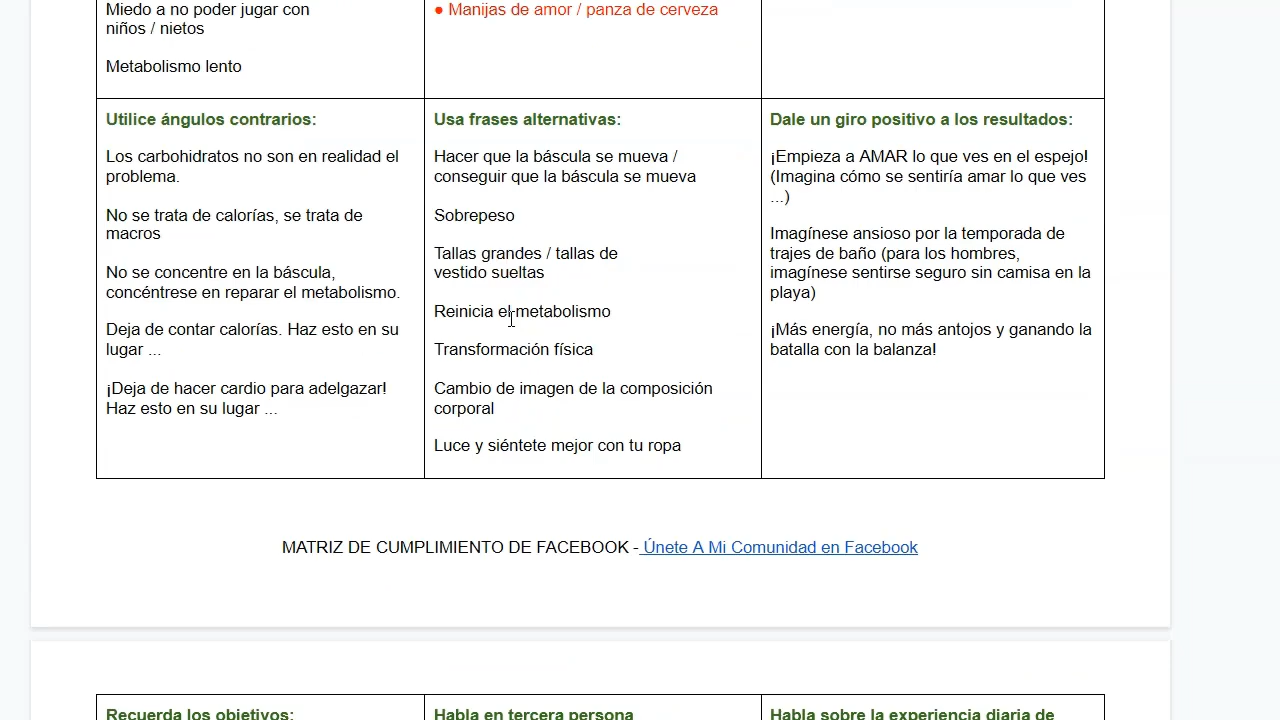 Miedo a no poder jugar con
niños / nietos
Metabolismo lento
● Manijas de amor / panza de cerveza
Utilice ángulos contrarios:
Los carbohidratos no son en realidad el
problema.
No se trata de calorías, se trata de
macros
No se concentre en la báscula,
concéntrese en reparar el metabolismo.
Deja de contar calorías. Haz esto en su
lugar ...
¡Deja de hacer cardio para adelgazar!
Haz esto en su lugar ...
Usa frases alternativas:
Hacer que la báscula se mueva /
conseguir que la báscula se mueva
Sobrepeso
Tallas grandes / tallas de
vestido sueltas
Reinicia el metabolismo
Transformación física
Cambio de imagen de la composición
corporal
Luce y siéntete mejor con tu ropa
Dale un giro positivo a los resultados:
¡Empieza a AMAR lo que ves en el espejo!
(Imagina cómo se sentiría amar lo que ves
...)
Imagínese ansioso por la temporada de
trajes de baño (para los hombres,
imagínese sentirse seguro sin camisa en la
playa)
¡Más energía, no más antojos y ganando la
batalla con la balanza!
MATRIZ DE CUMPLIMIENTO DE FACEBOOK - Únete A Mi Comunidad en Facebook
Recuerda los objetivos:
Habla en tercera persona
Habla sobre la experiencia diaria de